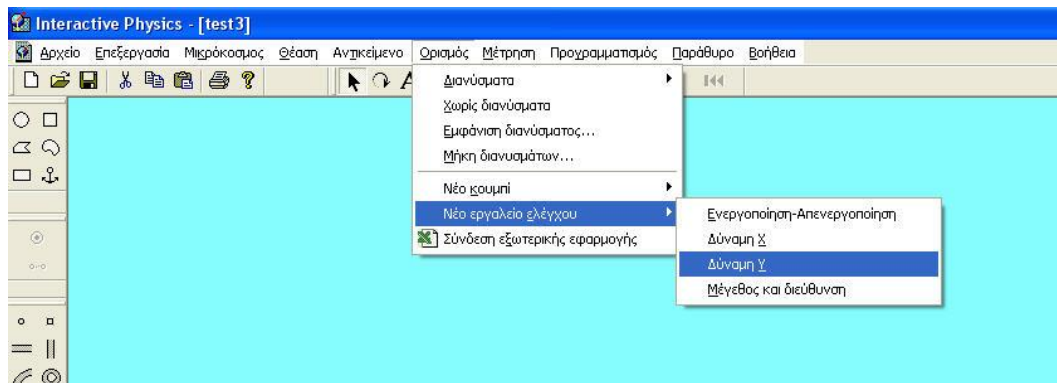 Interactive Physics - [test3]
Αρχείο Επεξεργασία Μικρόκοσμος Θέαση Αντικείμενο Ορισμός Μέτρηση Προγραμματισμός Παράθυρο Βοήθεια
Διανύσματα
Χωρίς διανύσματα
Εμφάνιση διανύσματος...
Μήκη διανυσμάτων...
Νέο κουμπί
Νέο εργαλείο ελέγχου
Σύνδεση εξωτερικής εφαρμογής
Ενεργοποίηση-Απενεργοποίηση
Δύναμη X
Δύναμη Y
Μέγεθος και διεύθυνση